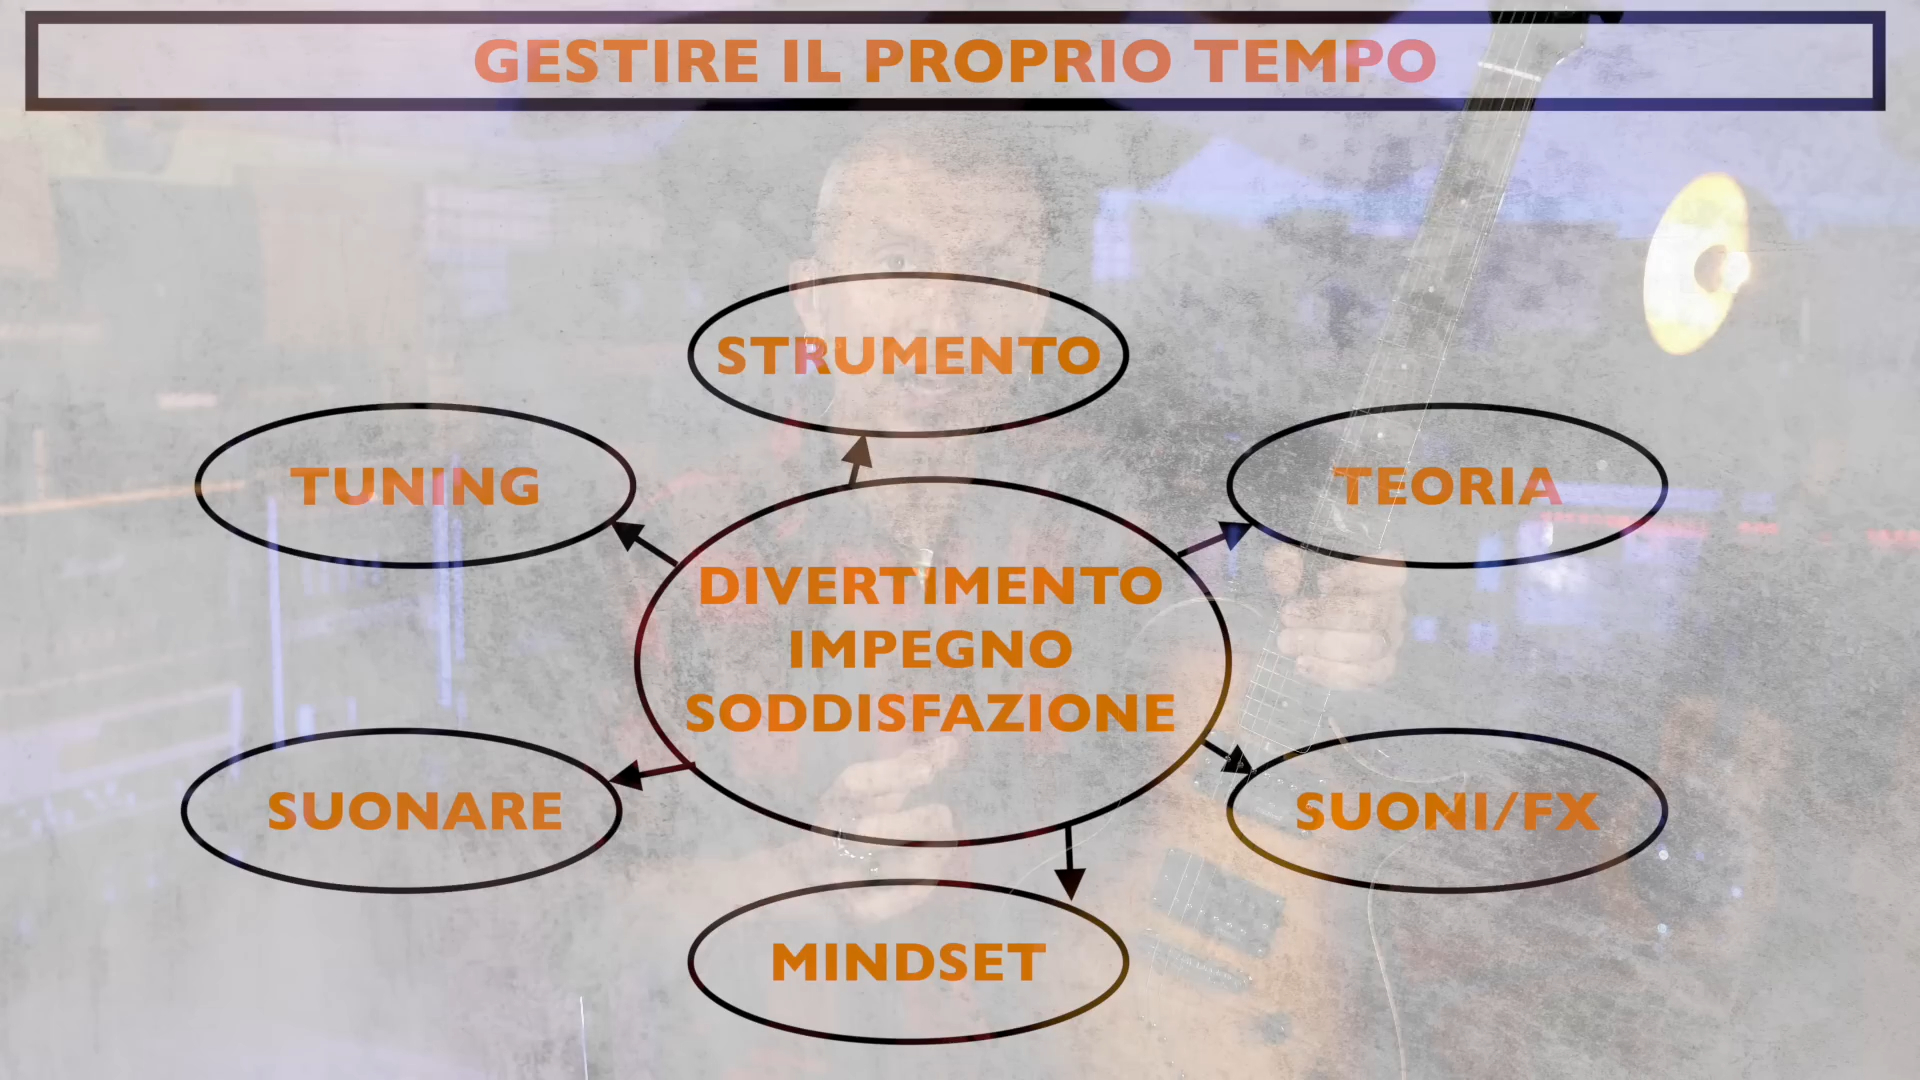 GESTIRE IL PROPRIO TEMPO
STRUMENTO
TUNING
TEORIA
DIVERTIMENTO
IMPEGNO
SODDISFAZIONE
SUONARE
SUONI/FX
MINDSET